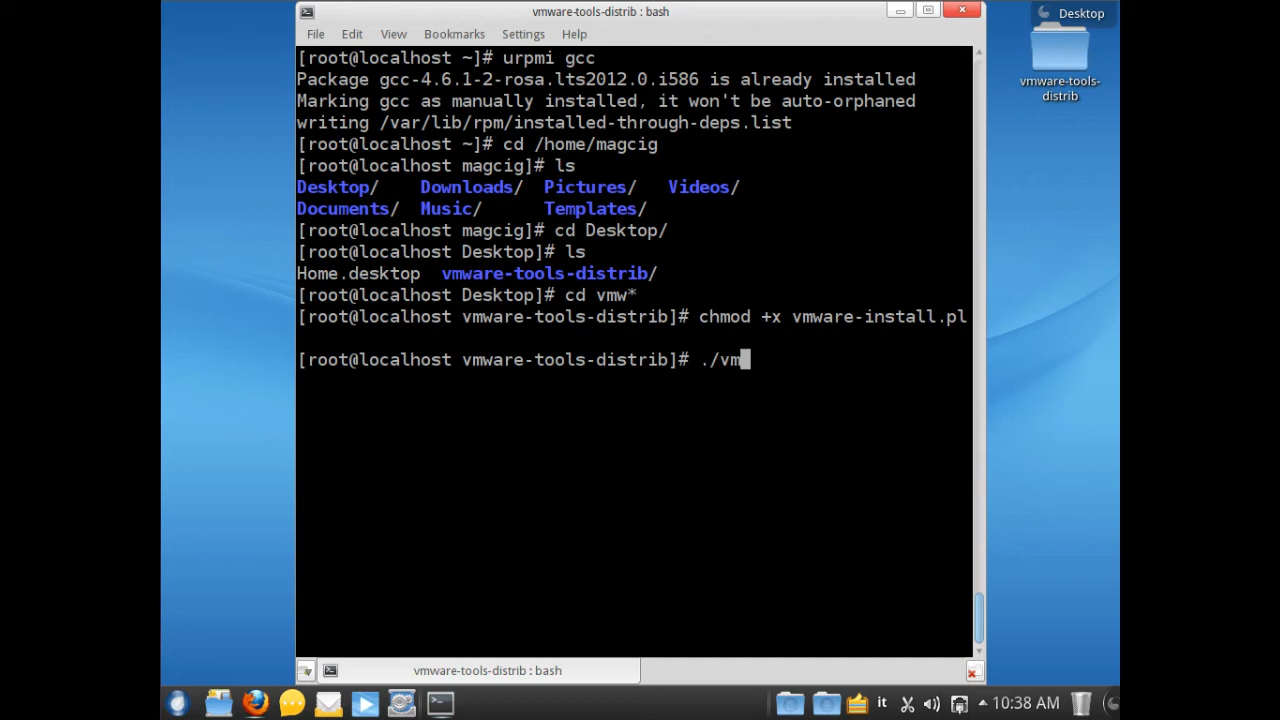 vmware-tools-distrib : bash
File Edit View Bookmarks Settings Help
[root@localhost ~]# urpmi gcc
Package gcc-4.6.1-2-rosa.lts2012.0.i586 is already installed
Marking gcc as manually installed, it won't be auto-orphaned
writing /var/lib/rpm/installed-through-deps.list
[root@localhost ~]# cd /home/magcig
[root@localhost magcig]# ls
Desktop/ Downloads/ Pictures/ Videos/
Documents/ Music/ Templates/
[root@localhost magcig]# cd Desktop/
[root@localhost Desktop]# ls
Home.desktop vmware-tools-distrib/
[root@localhost Desktop]# cd vmw*
[root@localhost vmware-tools-distrib]# chmod +x vmware-install.pl
[root@localhost vmware-tools-distrib]# ./vm
vmware-tools-distrib : bash
Desktop
vmware-tools-
distrib
it 10:38 AM